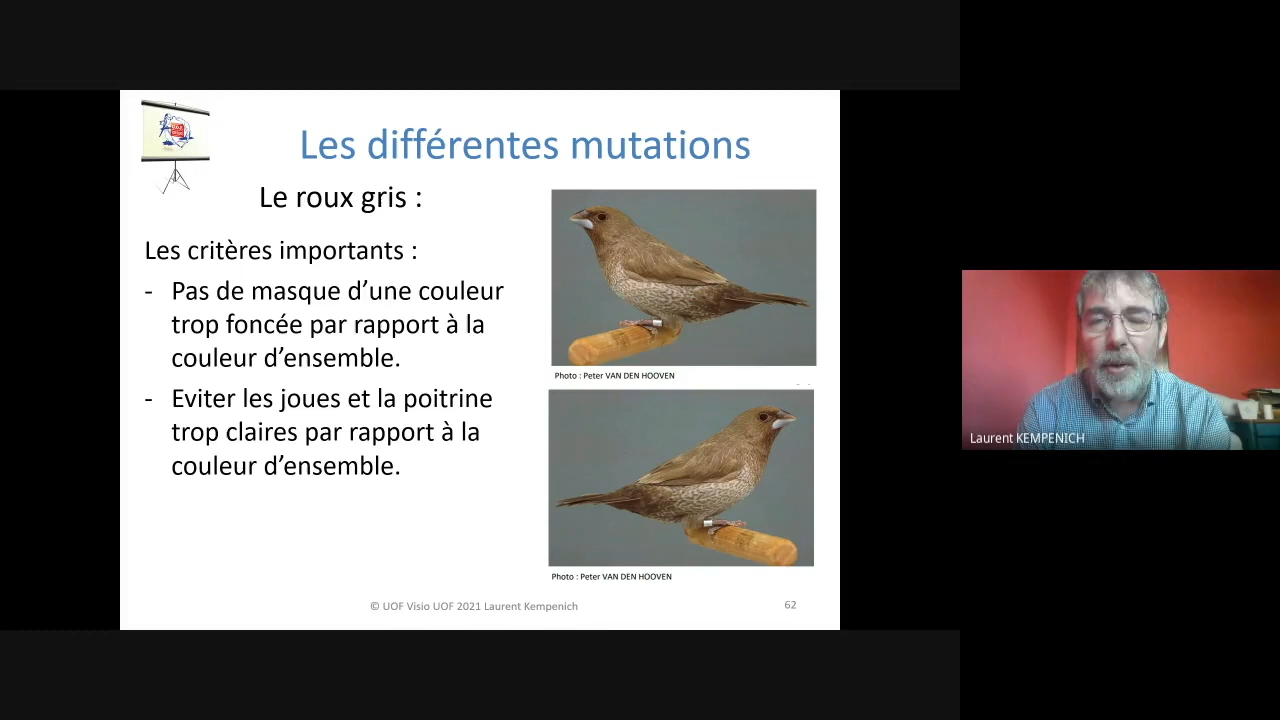 Les différentes mutations
Le roux gris :
Les critères importants :
- Pas de masque d’une couleur
trop foncée par rapport à la
couleur d’ensemble.
- Eviter les joues et la poitrine
trop claires par rapport à la
couleur d’ensemble.
Photo : Peter VAN DEN HOOVEN
Photo : Peter VAN DEN HOOVEN
© UOF Visio UOF 2021 Laurent Kempenich
62
Laurent KEMPENICH